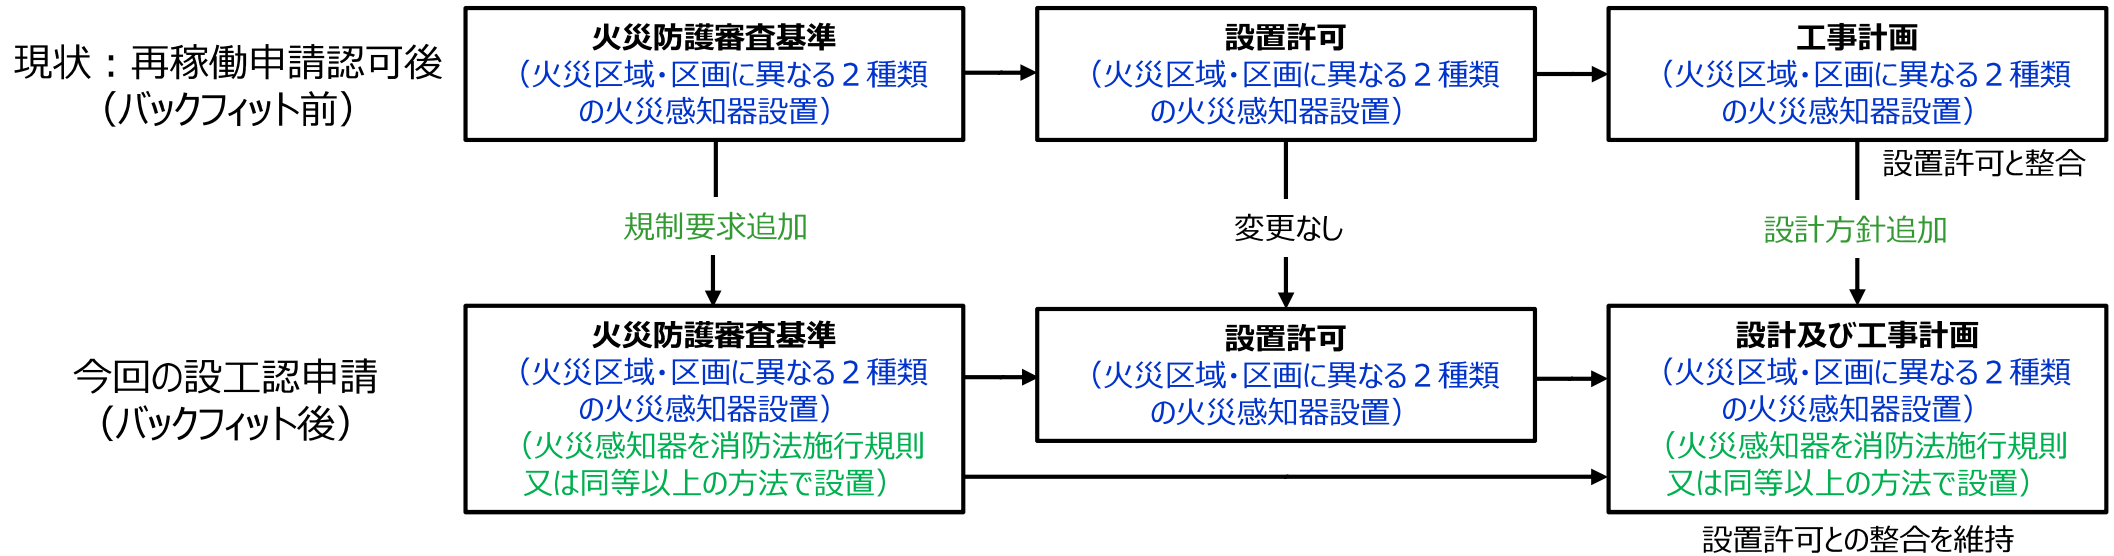 現状：再稼働申請認可後
（バックフィット前）
火災防護審査基準
（火災区域・区画に異なる２種類
の火災感知器設置）
設置許可
（火災区域・区画に異なる２種類
の火災感知器設置）
工事計画
（火災区域・区画に異なる２種類
の火災感知器設置）
設置許可と整合
規制要求追加
変更なし
設計方針追加
今回の設工認申請
（バックフィット後）
火災防護審査基準
（火災区域・区画に異なる２種類
の火災感知器設置）
（火災感知器を消防法施行規則
又は同等以上の方法で設置）
設置許可
（火災区域・区画に異なる２種類
の火災感知器設置）
設計及び工事計画
（火災区域・区画に異なる２種類
の火災感知器設置）
（火災感知器を消防法施行規則
又は同等以上の方法で設置）
設置許可との整合を維持